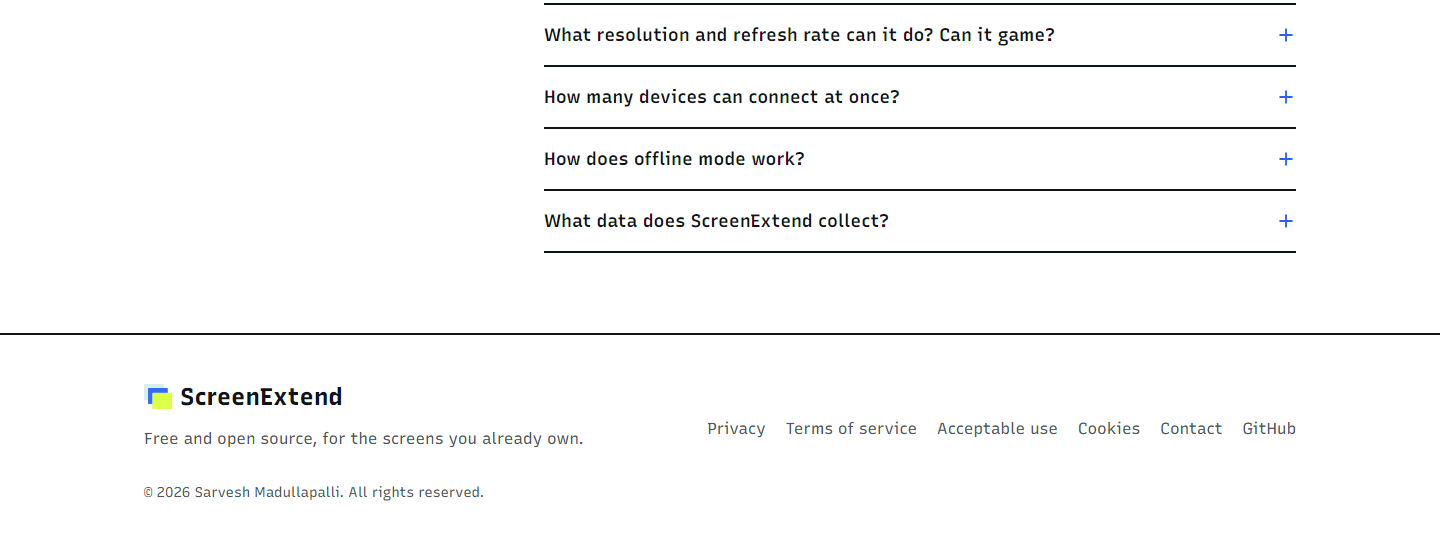 What resolution and refresh rate can it do? Can it game?
How many devices can connect at once?
How does offline mode work?
What data does ScreenExtend collect?
ScreenExtend
Free and open source, for the screens you already own.
Privacy Terms of service Acceptable use Cookies Contact GitHub
© 2026 Sarvesh Madullapalli. All rights reserved.